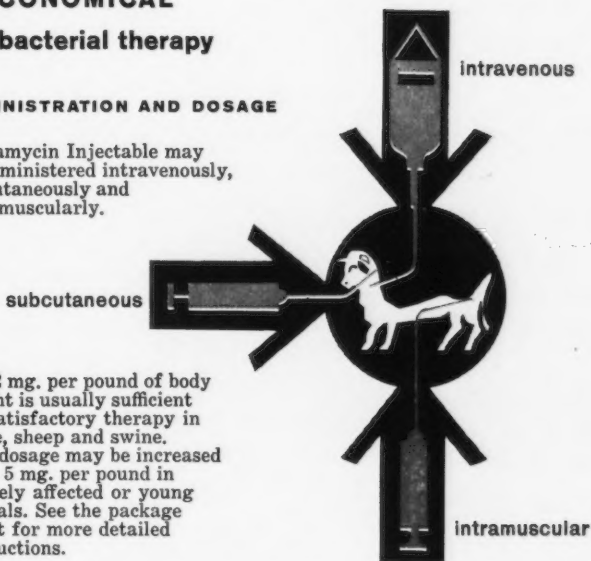 CONOMICAL
bacterial therapy
NISTRATION AND DOSAGE
amycin Injectable may
ministered intravenously,
taneously and
muscularly.
intravenous
subcutaneous
mg. per pound of body
t is usually sufficient
atisfactory therapy in
, sheep and swine.
dosage may be increased
5 mg. per pound in
ely affected or young
als. See the package
t for more detailed
uctions.
intramuscular